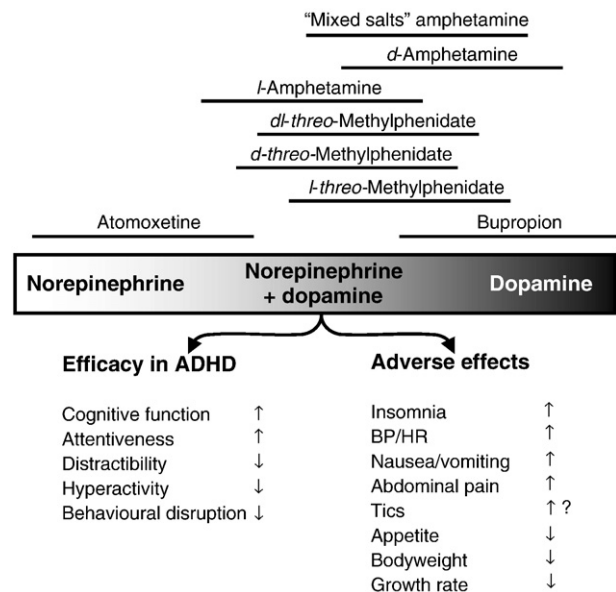 “Mixed salts” amphetamine
d-Amphetamine
l-Amphetamine
dl-threo-Methylphenidate
d-threo-Methylphenidate
l-threo-Methylphenidate
Atomoxetine Bupropion
Norepinephrine Norepinephrine Dopamine
+ dopamine
Efficacy in ADHD Adverse effects
Cognitive function ↑
Attentiveness ↑
Distractibility ↓
Hyperactivity ↓
Behavioural disruption ↓
Insomnia ↑
BP/HR ↑
Nausea/vomiting ↑
Abdominal pain ↑
Tics ↑ ?
Appetite ↓
Bodyweight ↓
Growth rate ↓